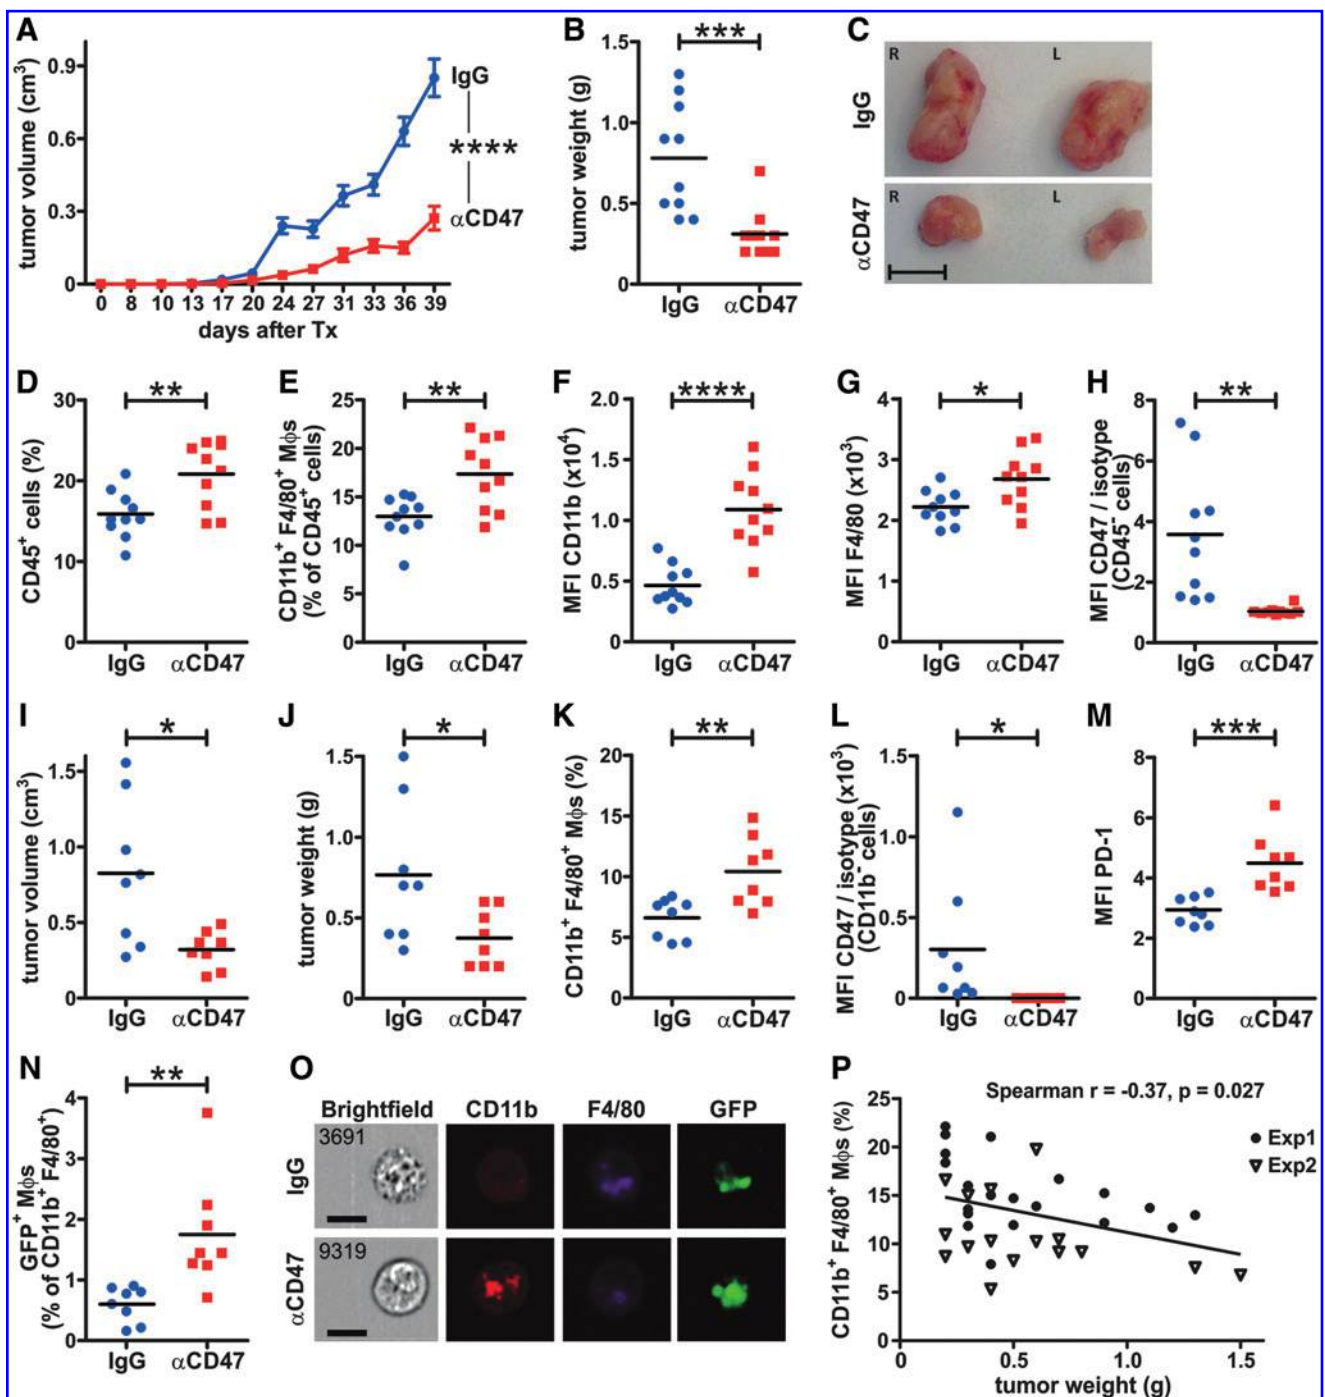 A
tumor volume (cm³)
0.9
0.6
0.3
0
0 8 10 13 17 20 24 27 31 33 36 39
days after Tx
IgG
****
αCD47
B
***
tumor weight (g)
1.5
1.0
0.5
0
IgG αCD47
C
IgG
R L
αCD47
R L
D
**
CD45⁺ cells (%)
30
20
10
0
IgG αCD47
E
**
CD11b⁺ F4/80⁺ Mϕs
(% of CD45⁺ cells)
25
20
15
10
5
0
IgG αCD47
F
****
MFI CD11b (x10⁴)
2.0
1.5
1.0
0.5
0
IgG αCD47
G
*
MFI F4/80 (x10³)
4
3
2
1
0
IgG αCD47
H
**
MFI CD47 / isotype
(CD45⁻ cells)
8
6
4
2
0
IgG αCD47
I
*
tumor volume (cm³)
1.5
1.0
0.5
0
IgG αCD47
J
*
tumor weight (g)
1.5
1.0
0.5
0
IgG αCD47
K
**
CD11b⁺ F4/80⁺ Mϕs (%)
20
15
10
5
0
IgG αCD47
L
*
MFI CD47 / isotype (x10³)
(CD11b⁻ cells)
1.5
1.0
0.5
0
IgG αCD47
M
***
MFI PD-1
8
6
4
2
0
IgG αCD47
N
**
GFP⁺ Mϕs
(% of CD11b⁺ F4/80⁺)
4
3
2
1
0
IgG αCD47
O
Brightfield CD11b F4/80 GFP
IgG
3691
αCD47
9319
P
Spearman r = -0.37, p = 0.027
CD11b⁺ F4/80⁺ Mϕs (%)
25
20
15
10
5
0
Exp1
Exp2
0 0.5 1.0 1.5
tumor weight (g)